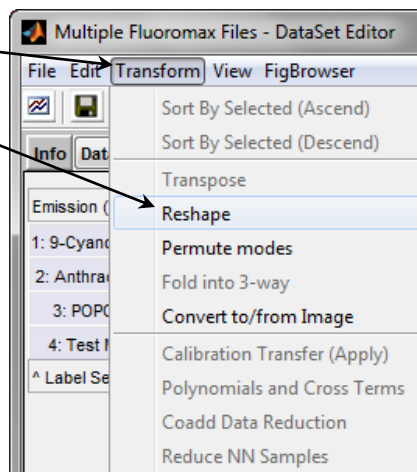 Multiple Fluoromax Files - DataSet Editor
File Edit Transform View FigBrowser
Info Dat
Emission (
1: 9-Cyano
2: Anthra
3: POPO
4: Test
^ Label Se
Sort By Selected (Ascend)
Sort By Selected (Descend)
Transpose
Reshape
Permute modes
Fold into 3-way
Convert to/from Image
Calibration Transfer (Apply)
Polynomials and Cross Terms
Coadd Data Reduction
Reduce NN Samples